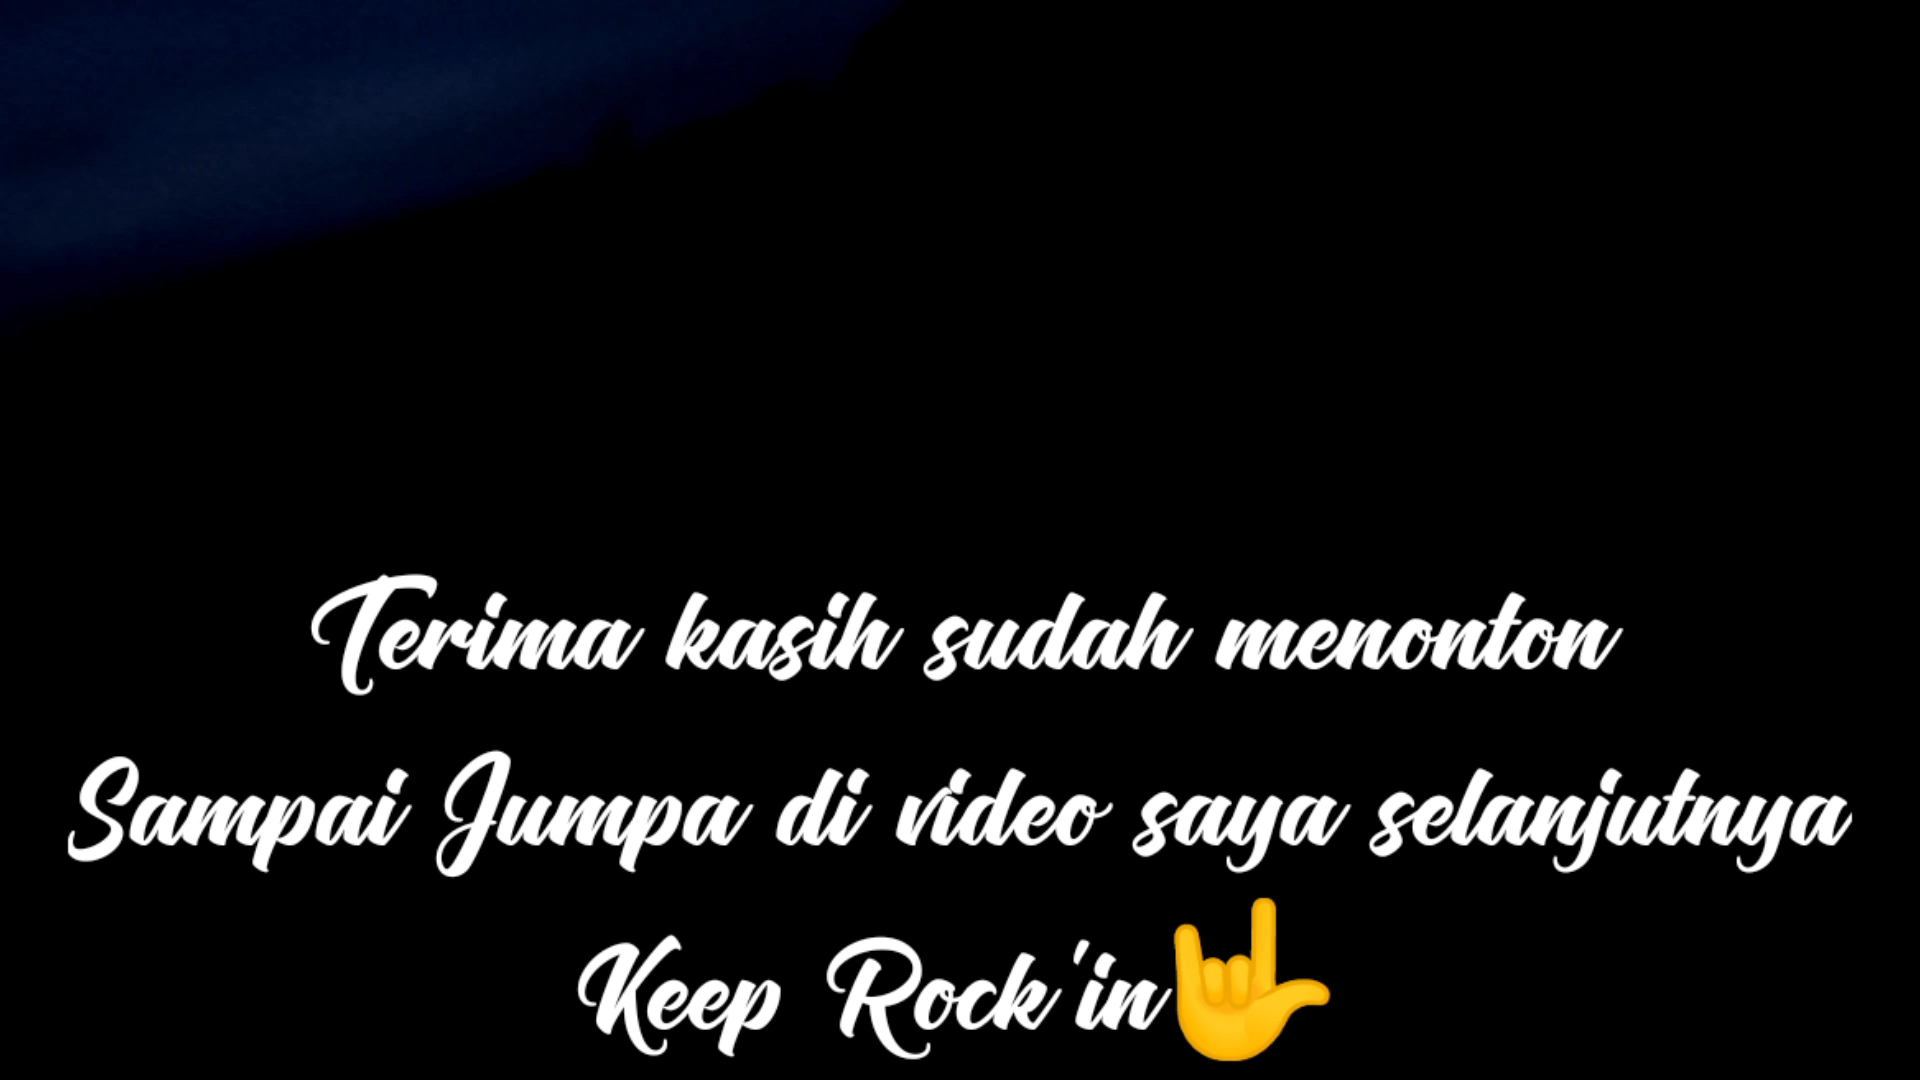 Terima kasih sudah menonton
Sampai Jumpa di video saya selanjutnya
Keep Rock'in🤟